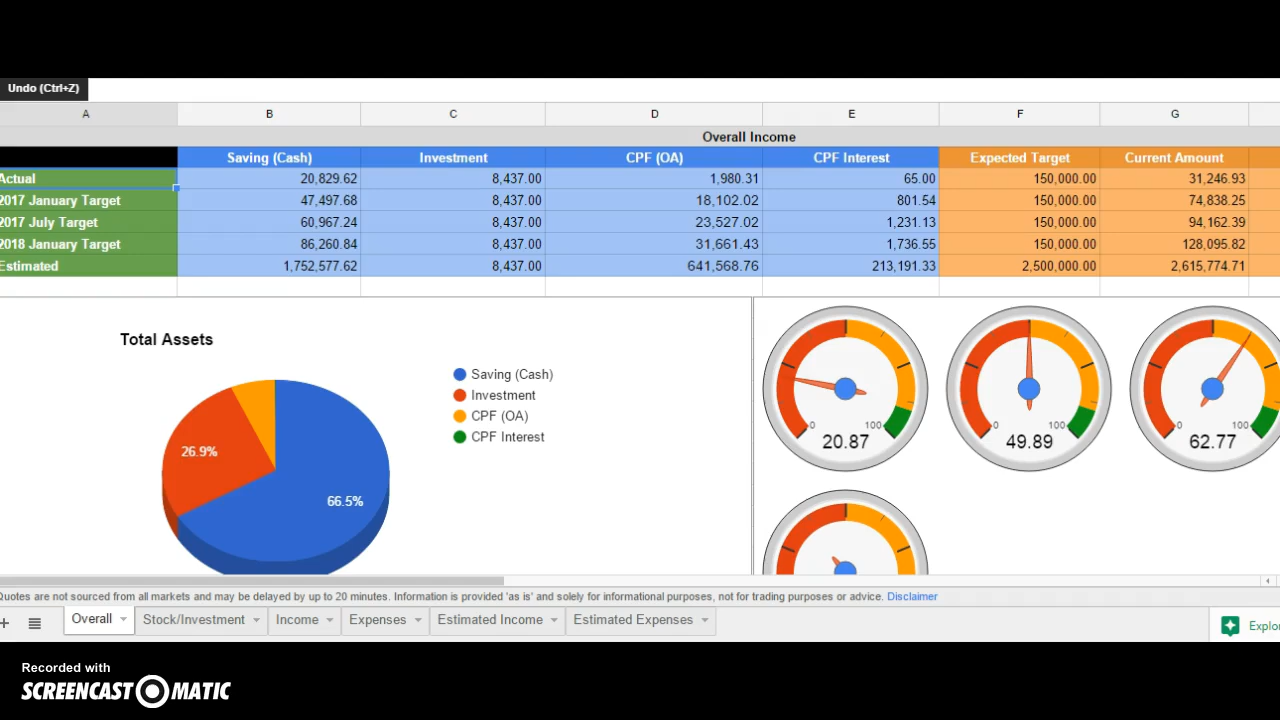 Undo (Ctrl+Z)
A B C D E F G
Overall Income
Saving (Cash) Investment CPF (OA) CPF Interest Expected Target Current Amount
Actual 20,829.62 8,437.00 1,980.31 65.00 150,000.00 31,246.93
2017 January Target 47,497.68 8,437.00 18,102.02 801.54 150,000.00 74,838.25
2017 July Target 60,967.24 8,437.00 23,527.02 1,231.13 150,000.00 94,162.39
2018 January Target 86,260.84 8,437.00 31,661.43 1,736.55 150,000.00 128,095.82
Estimated 1,752,577.62 8,437.00 641,568.76 213,191.33 2,500,000.00 2,615,774.71
Total Assets
Saving (Cash)
Investment
CPF (OA)
CPF Interest
26.9%
66.5%
0 100 0 100 0 100
20.87 49.89 62.77
Quotes are not sourced from all markets and may be delayed by up to 20 minutes. Information is provided 'as is' and solely for informational purposes, not for trading purposes or advice. Disclaimer
+ Overall Stock/Investment Income Expenses Estimated Income Estimated Expenses Explor
Recorded with
SCREENCAST-O-MATIC